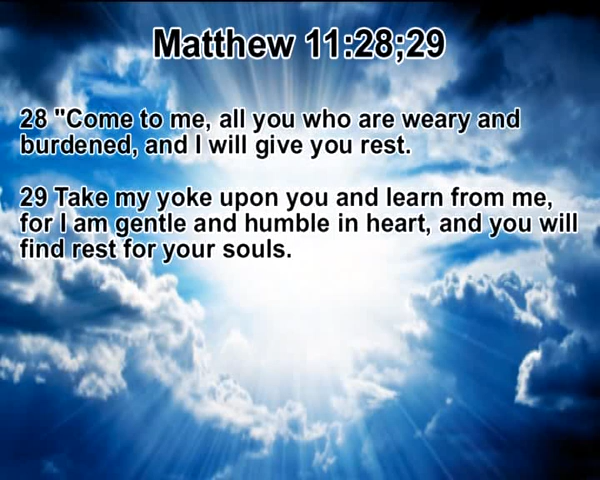 Matthew 11:28;29
28 "Come to me, all you who are weary and
burdened, and I will give you rest.
29 Take my yoke upon you and learn from me,
for I am gentle and humble in heart, and you will
find rest for your souls.